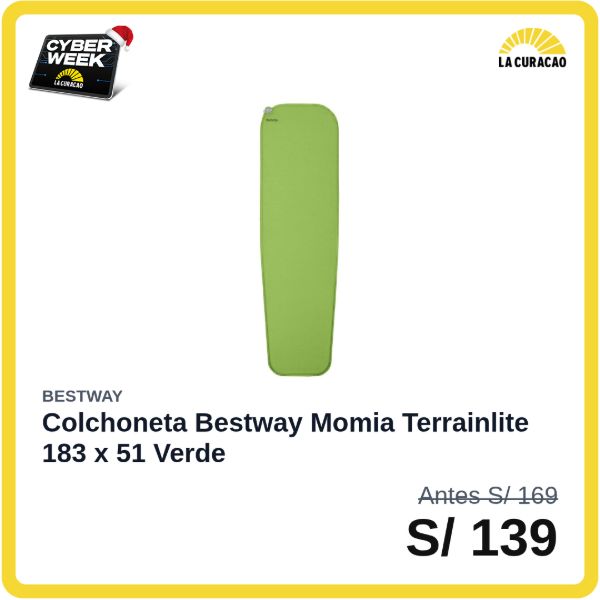 CYBER
WEEK
LA CURACAO
LA CURACAO
BESTWAY
Colchoneta Bestway Momia Terrainlite
183 x 51 Verde
Antes S/ 169
S/ 139